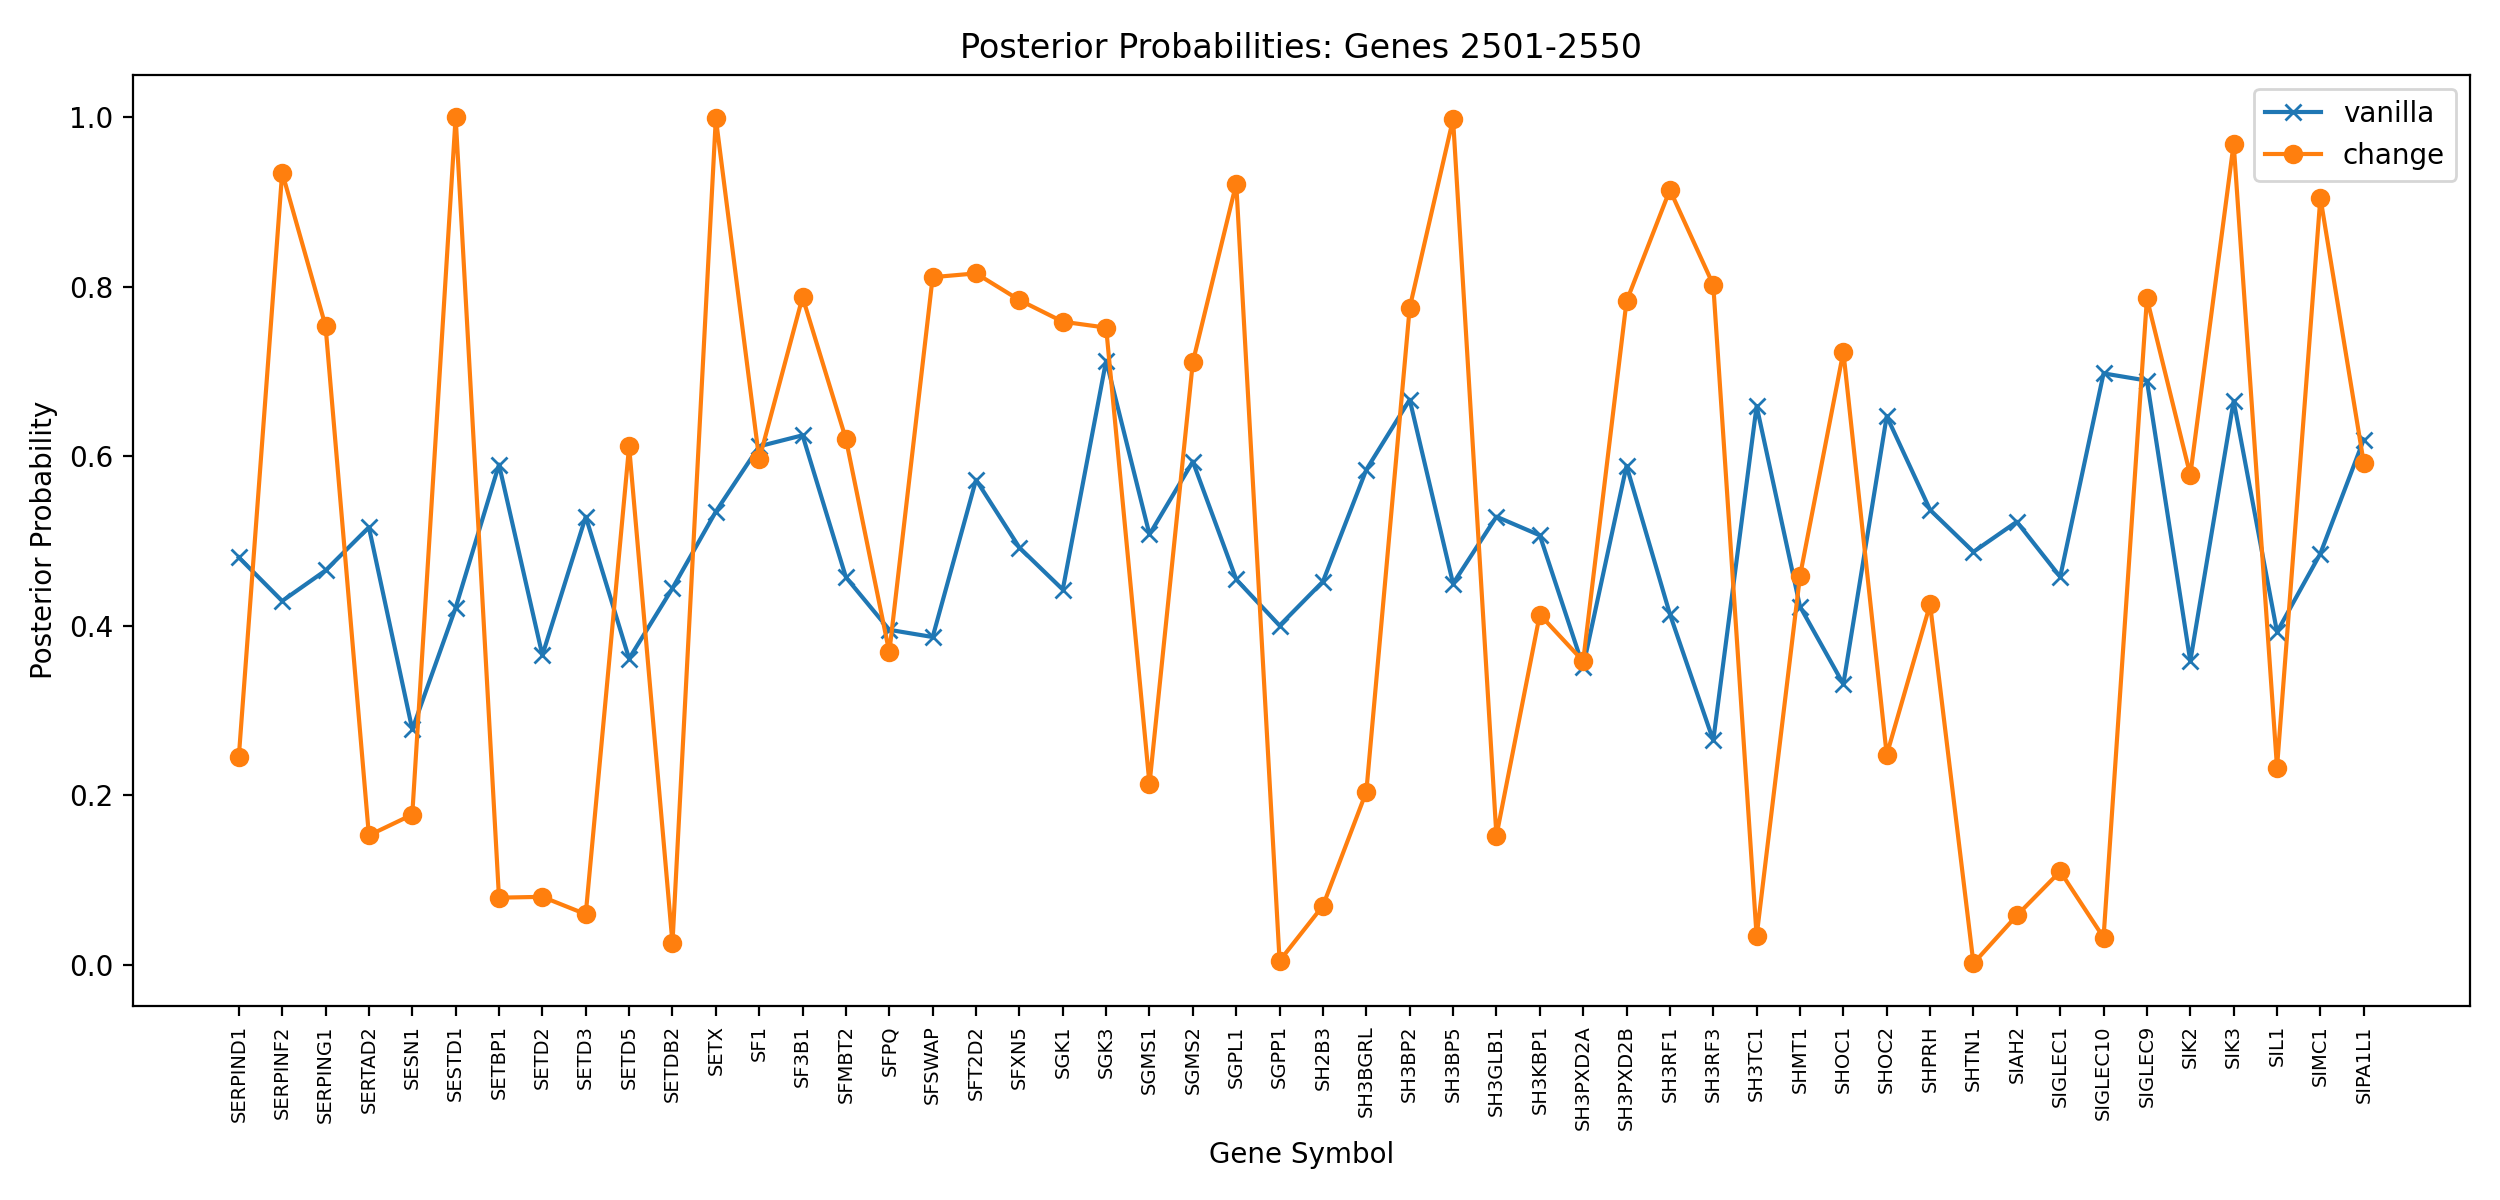 Posterior Probabilities: Genes 2501-2550
vanilla
change
Posterior Probability
1.0
0.8
0.6
0.4
0.2
0.0
SERPIND1
SERPINF2
SERPING1
SERTAD2
SESN1
SESTD1
SETBP1
SETD2
SETD3
SETD5
SETDB2
SETX
SF1
SF3B1
SFMBT2
SFPQ
SFSWAP
SFT2D2
SFXN5
SGK1
SGK3
SGMS1
SGMS2
SGPL1
SGPP1
SH2B3
SH3BGRL
SH3BP2
SH3BP5
SH3GLB1
SH3KBP1
SH3PXD2A
SH3PXD2B
SH3RF1
SH3RF3
SH3TC1
SHMT1
SHOC1
SHOC2
SHPRH
SHTN1
SIAH2
SIGLEC1
SIGLEC10
SIGLEC9
SIK2
SIK3
SIL1
SIMC1
SIPA1L1
Gene Symbol